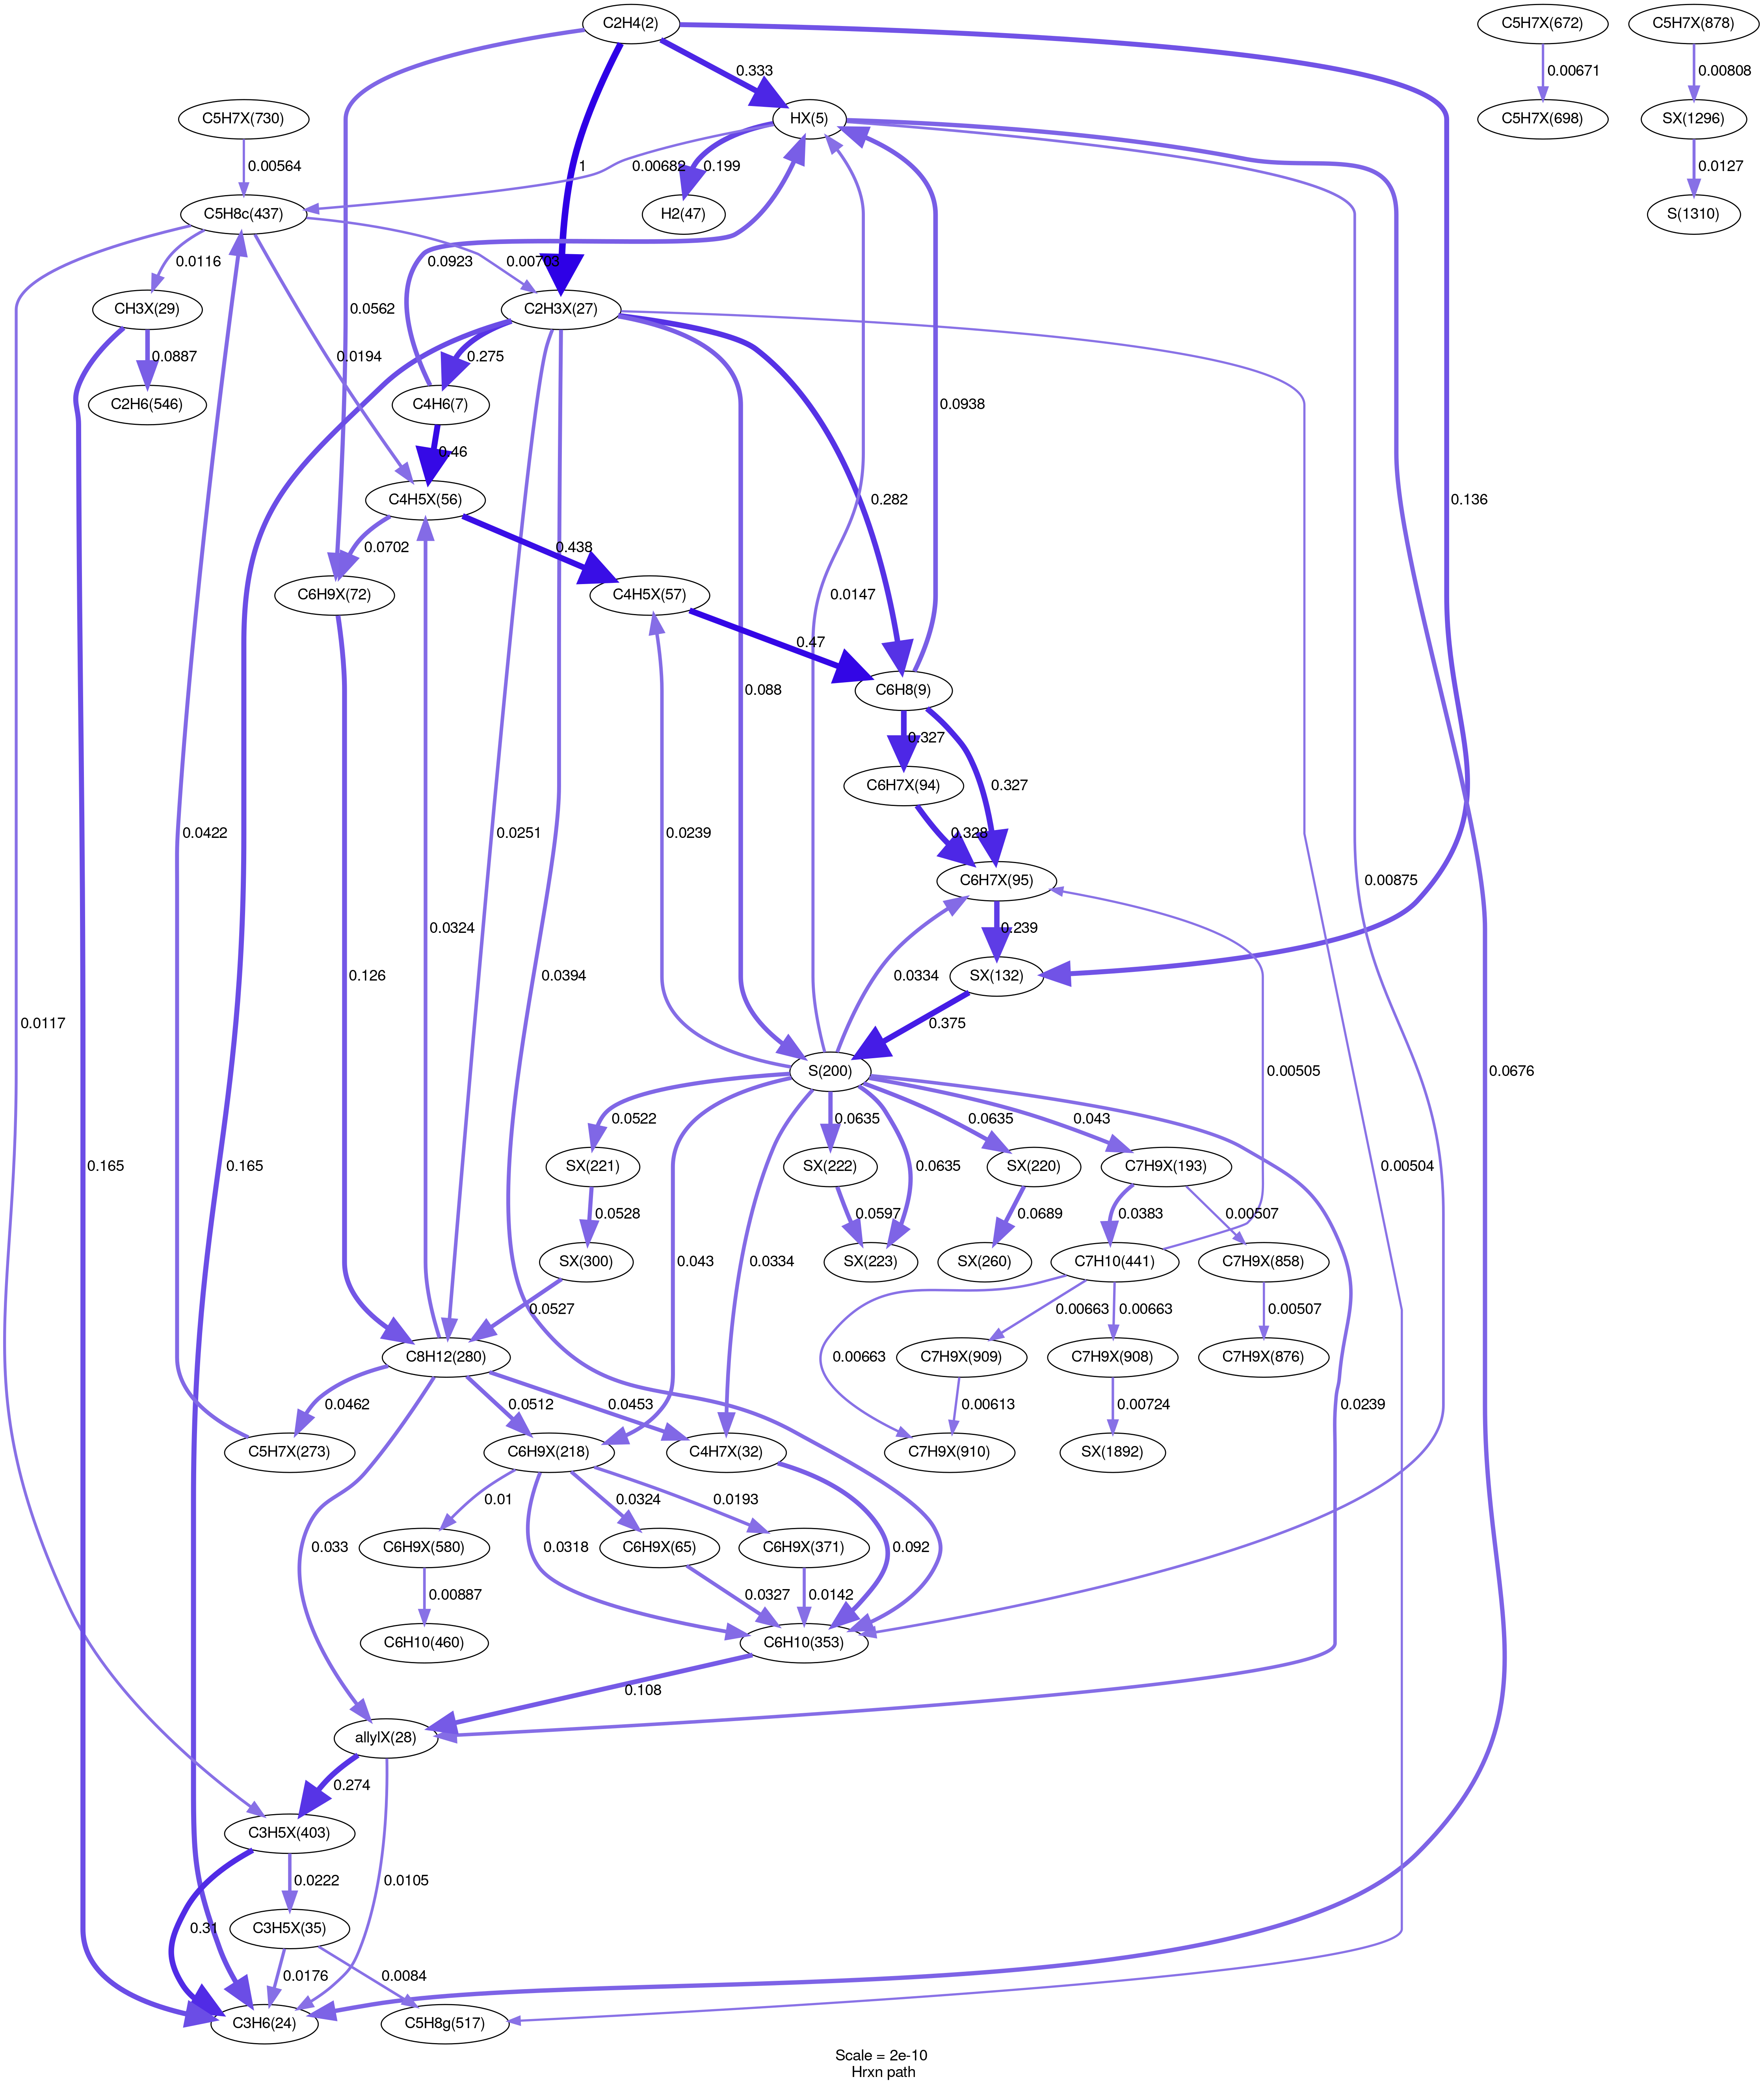 C2H4(2)
C5H7X(672)
C5H7X(878)
0.333
0.00671
0.00808
C5H7X(730)
HX(5)
C5H7X(698)
SX(1296)
0.00564
1
0.00682
0.199
0.0127
C5H8c(437)
H2(47)
S(1310)
0.0116
0.0923
0.00703
CH3X(29)
0.0562
C2H3X(27)
0.0887
0.0194
0.275
C2H6(546)
C4H6(7)
0.0938
0.46
C4H5X(56)
0.282
0.136
0.0702
0.438
C6H9X(72)
C4H5X(57)
0.0147
0.47
C6H8(9)
0.088
0.327
0.327
C6H7X(94)
0.0422
0.0251
0.0239
0.328
C6H7X(95)
0.00875
0.0324
0.239
0.126
0.0394
0.0334
SX(132)
0.0117
0.375
S(200)
0.00505
0.0676
0.0522
0.0635
0.0635
0.043
0.165
0.165
SX(221)
SX(222)
0.0635
SX(220)
C7H9X(193)
0.00504
0.0528
0.0597
0.0689
0.0383
0.00507
0.043
0.0334
SX(300)
SX(223)
SX(260)
C7H10(441)
C7H9X(858)
0.0527
0.00663
0.00663
0.00507
C8H12(280)
0.00663
C7H9X(909)
C7H9X(908)
C7H9X(876)
0.0462
0.0512
0.0453
0.00613
0.00724
0.0239
C5H7X(273)
C6H9X(218)
C4H7X(32)
C7H9X(910)
SX(1892)
0.01
0.0324
0.0193
0.033
C6H9X(580)
0.0318
C6H9X(65)
C6H9X(371)
0.092
0.00887
0.0327
0.0142
C6H10(460)
C6H10(353)
0.108
allylX(28)
0.274
C3H5X(403)
0.0222
0.0105
0.31
C3H5X(35)
0.0176
0.0084
C3H6(24)
C5H8g(517)
Scale = 2e-10
Hrxn path